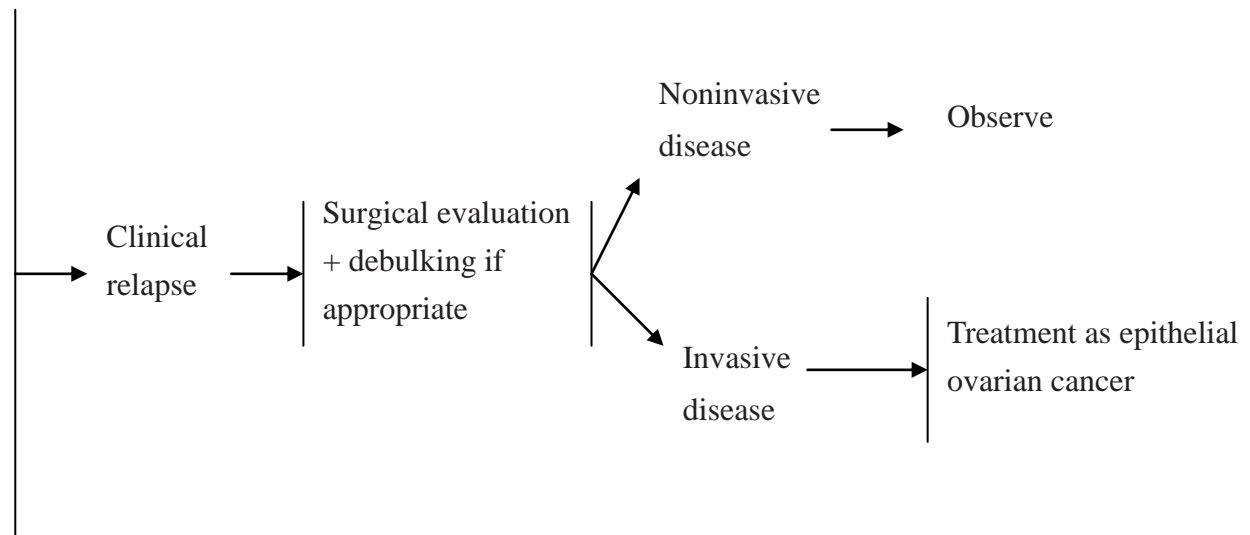 Clinical
relapse
Surgical evaluation
+ debulking if
appropriate
Noninvasive
disease
Observe
Invasive
disease
Treatment as epithelial
ovarian cancer